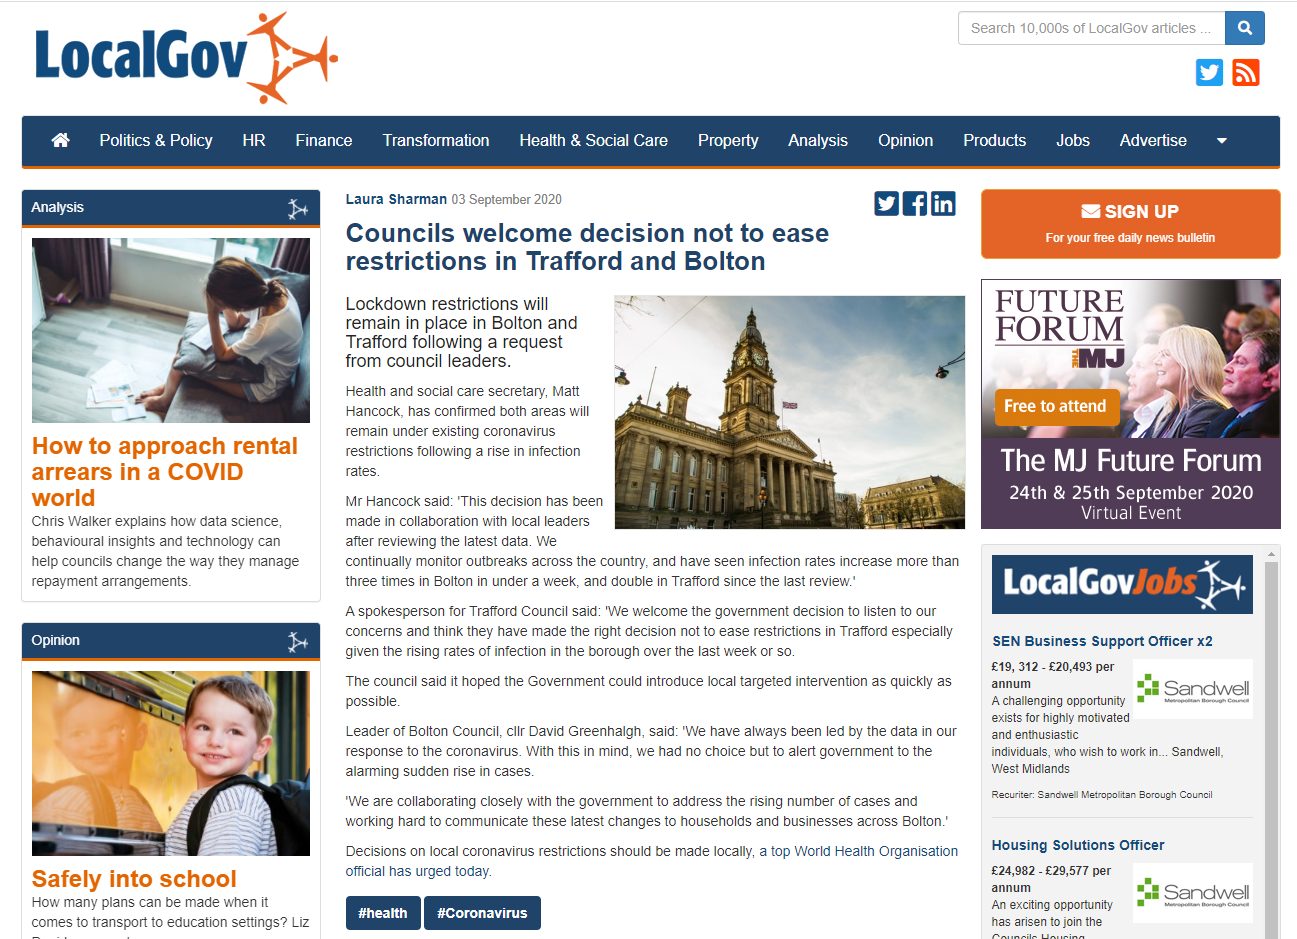 LocalGov
Search 10,000s of LocalGov articles ...
Politics & Policy HR Finance Transformation Health & Social Care Property Analysis Opinion Products Jobs Advertise
Analysis
How to approach rental
arrears in a COVID
world
Chris Walker explains how data science,
behavioural insights and technology can
help councils change the way they manage
repayment arrangements.
Opinion
Safely into school
How many plans can be made when it
comes to transport to education settings? Liz
Laura Sharman 03 September 2020
Councils welcome decision not to ease
restrictions in Trafford and Bolton
Lockdown restrictions will
remain in place in Bolton and
Trafford following a request
from council leaders.
Health and social care secretary, Matt
Hancock, has confirmed both areas will
remain under existing coronavirus
restrictions following a rise in infection
rates.
Mr Hancock said: 'This decision has been
made in collaboration with local leaders
after reviewing the latest data. We
continually monitor outbreaks across the country, and have seen infection rates increase more than
three times in Bolton in under a week, and double in Trafford since the last review.'
A spokesperson for Trafford Council said: 'We welcome the government decision to listen to our
concerns and think they have made the right decision not to ease restrictions in Trafford especially
given the rising rates of infection in the borough over the last week or so.
The council said it hoped the Government could introduce local targeted intervention as quickly as
possible.
Leader of Bolton Council, cllr David Greenhalgh, said: 'We have always been led by the data in our
response to the coronavirus. With this in mind, we had no choice but to alert government to the
alarming sudden rise in cases.
'We are collaborating closely with the government to address the rising number of cases and
working hard to communicate these latest changes to households and businesses across Bolton.'
Decisions on local coronavirus restrictions should be made locally, a top World Health Organisation
official has urged today.
#health #Coronavirus
SIGN UP
For your free daily news bulletin
FUTURE
FORUM
THE MJ
Free to attend
The MJ Future Forum
24th & 25th September 2020
Virtual Event
LocalGovJobs
SEN Business Support Officer x2
£19, 312 - £20,493 per
annum
Sandwell
Metropolitan Borough Council
A challenging opportunity
exists for highly motivated
and enthusiastic
individuals, who wish to work in... Sandwell,
West Midlands
Recuriter: Sandwell Metropolitan Borough Council
Housing Solutions Officer
£24,982 - £29,577 per
annum
Sandwell
Metropolitan Borough Council
An exciting opportunity
has arisen to join the
Councils Housing